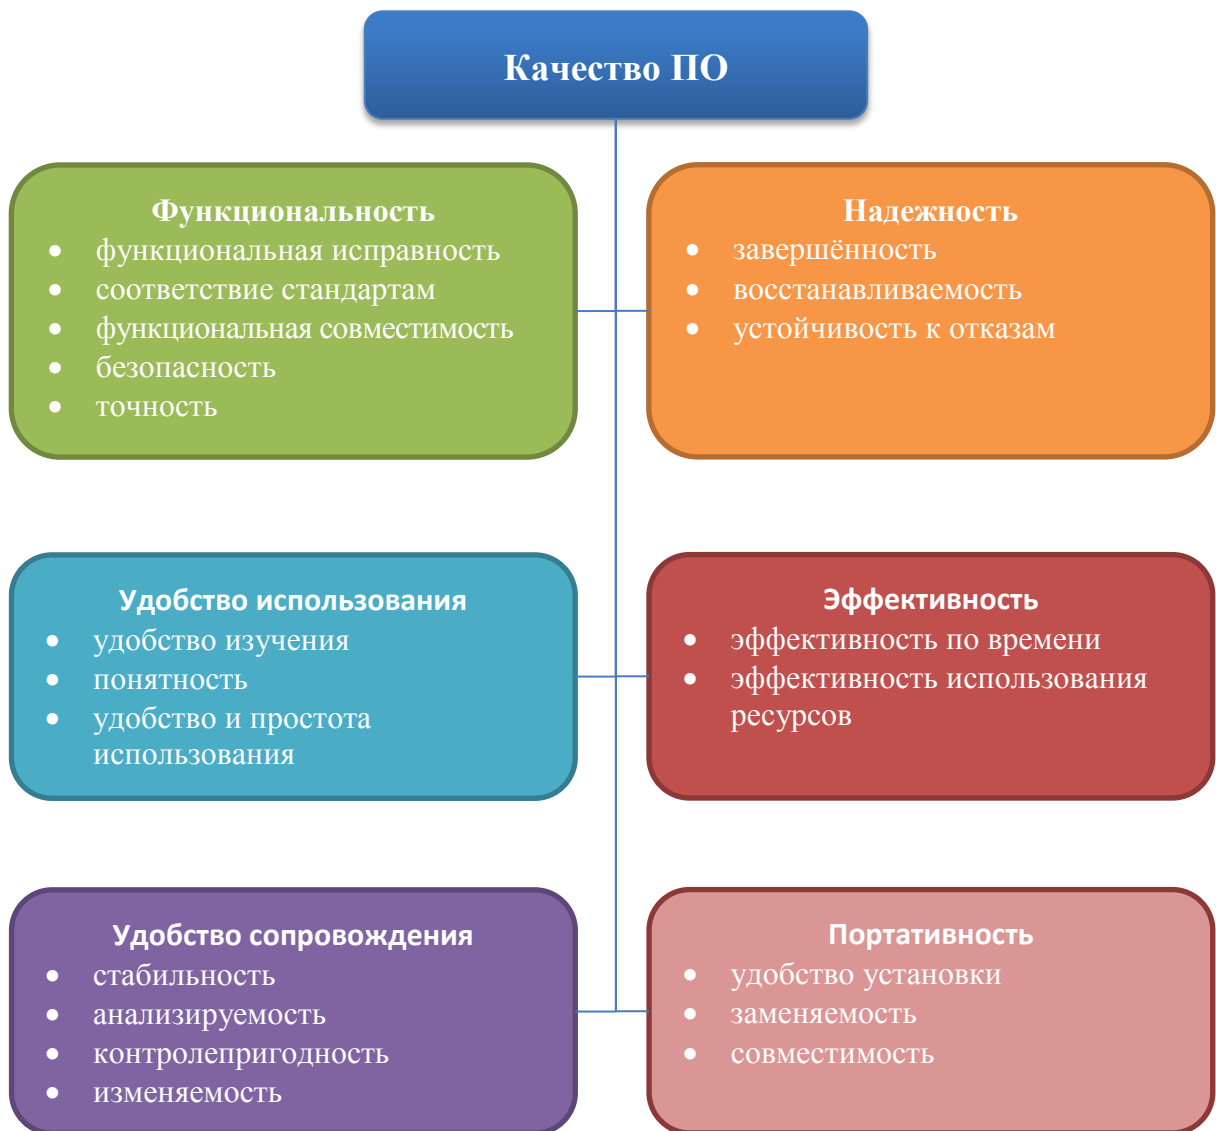 Качество ПО
Функциональность
• функциональная исправность
• соответствие стандартам
• функциональная совместимость
• безопасность
• точность
Надежность
• завершённость
• восстанавливаемость
• устойчивость к отказам
Удобство использования
• удобство изучения
• понятность
• удобство и простота
использования
Эффективность
• эффективность по времени
• эффективность использования
ресурсов
Удобство сопровождения
• стабильность
• анализируемость
• контролепригодность
• изменяемость
Портативность
• удобство установки
• заменяемость
• совместимость